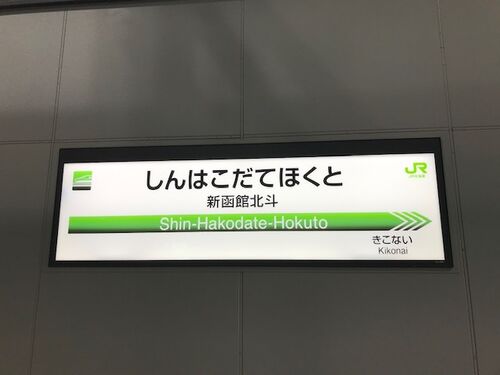 しんはこだてほくと
JR
新函館北斗
Shin-Hakodate-Hokuto
きこない
Kikonai